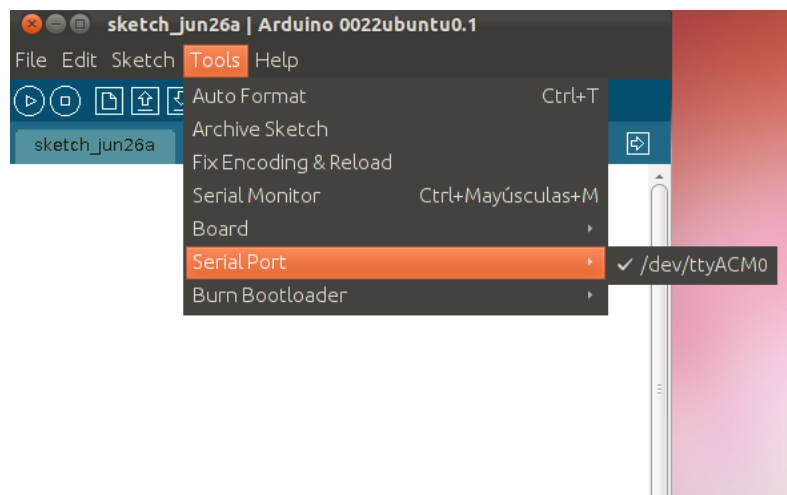 sketch_jun26a | Arduino 0022ubuntu0.1
File Edit Sketch Tools Help
Auto Format Ctrl+T
sketch_jun26a
Archive Sketch
Fix Encoding & Reload
Serial Monitor Ctrl+Mayúsculas+M
Board
Serial Port
/dev/ttyACM0
Burn Bootloader